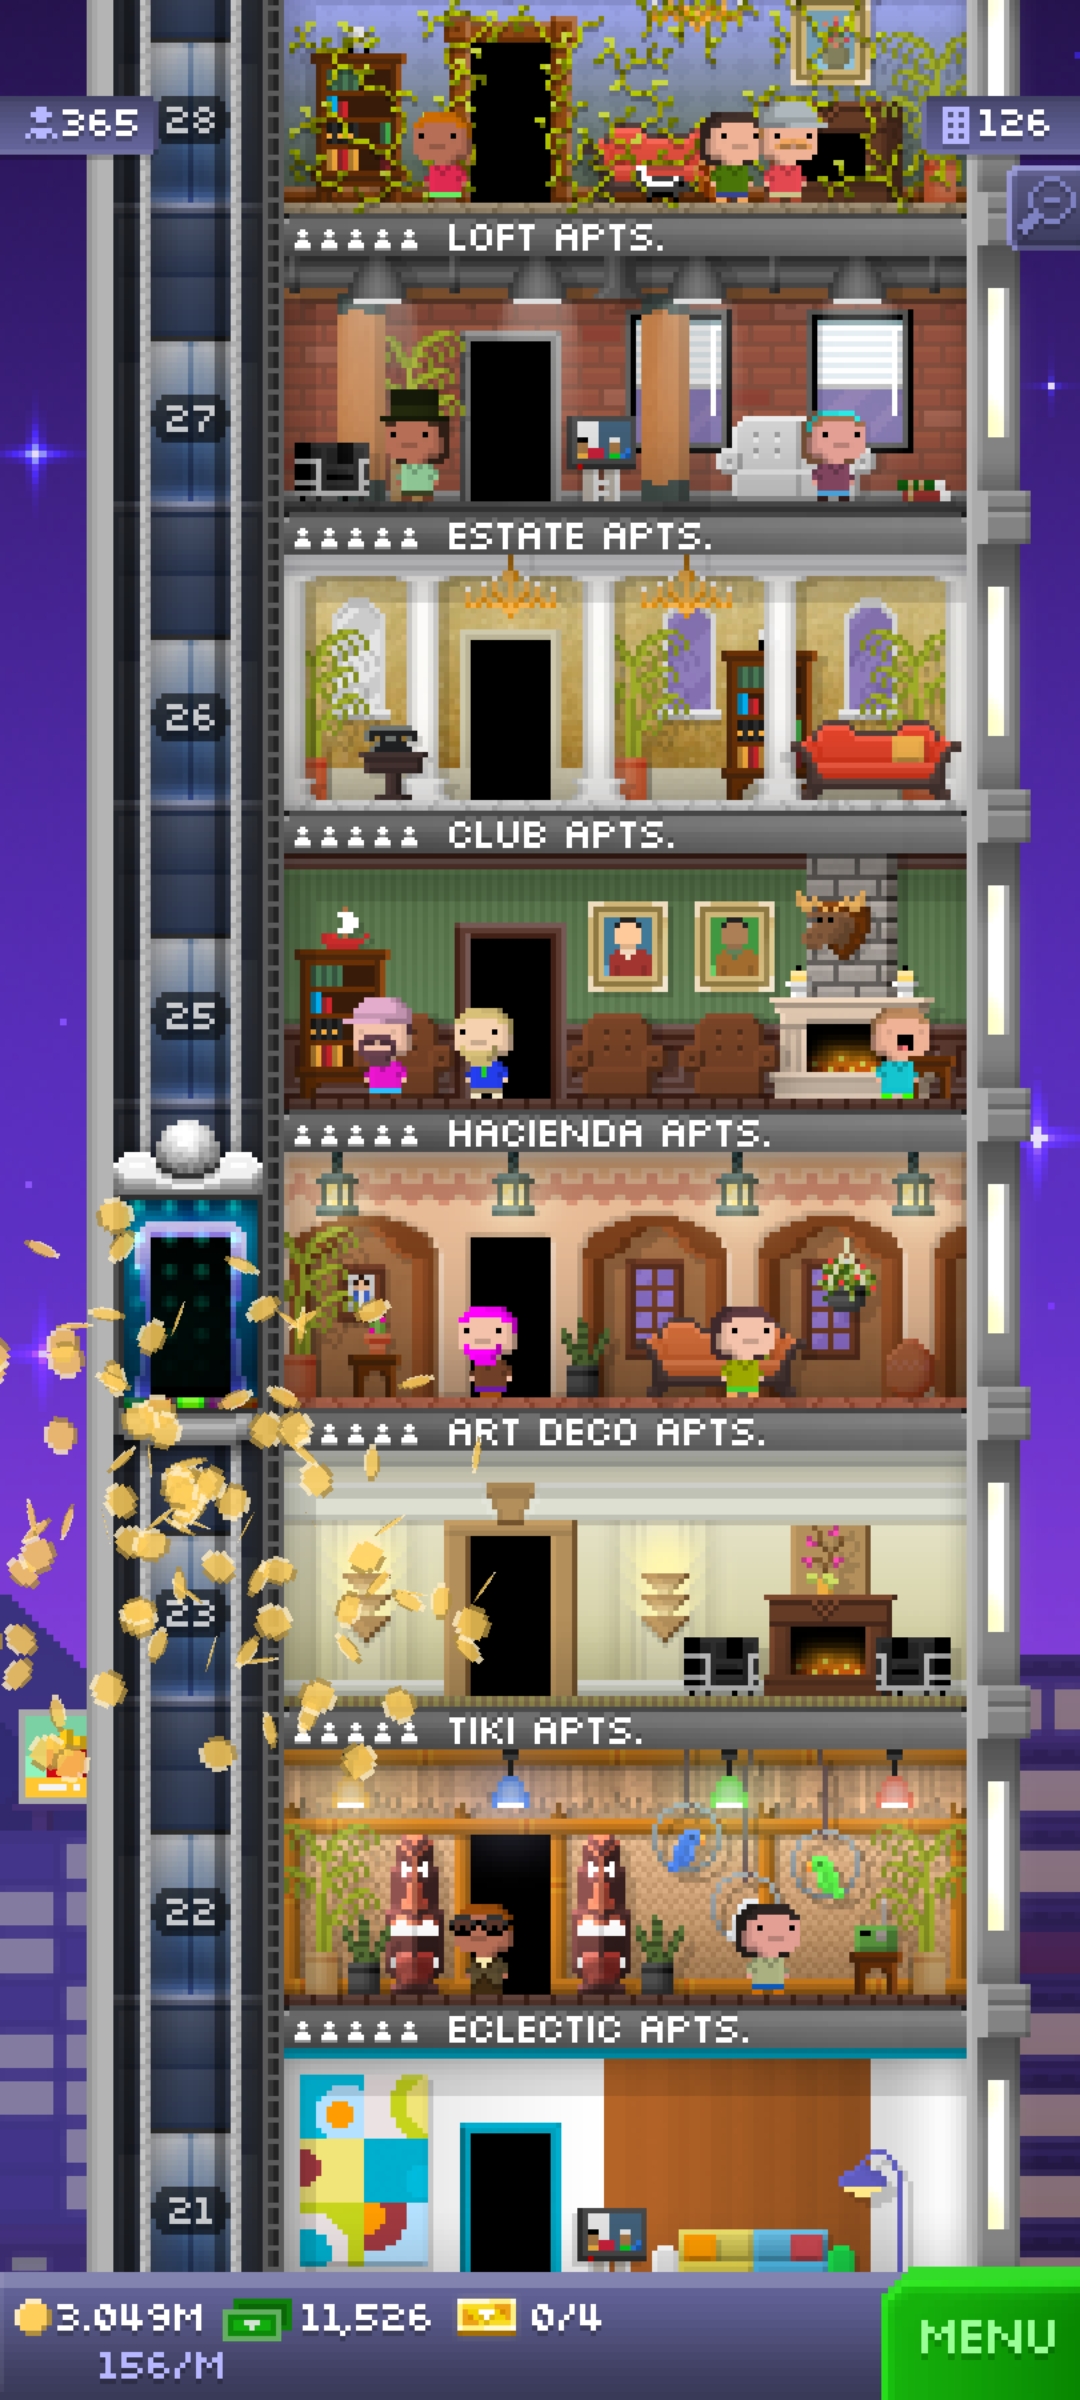 365
28
126
LOFT APTS.
27
ESTATE APTS.
26
CLUB APTS.
25
HACIENDA APTS.
ART DECO APTS.
23
TIKI APTS.
22
ECLECTIC APTS.
21
3.049M 11,526 0/4
156/M
MENU